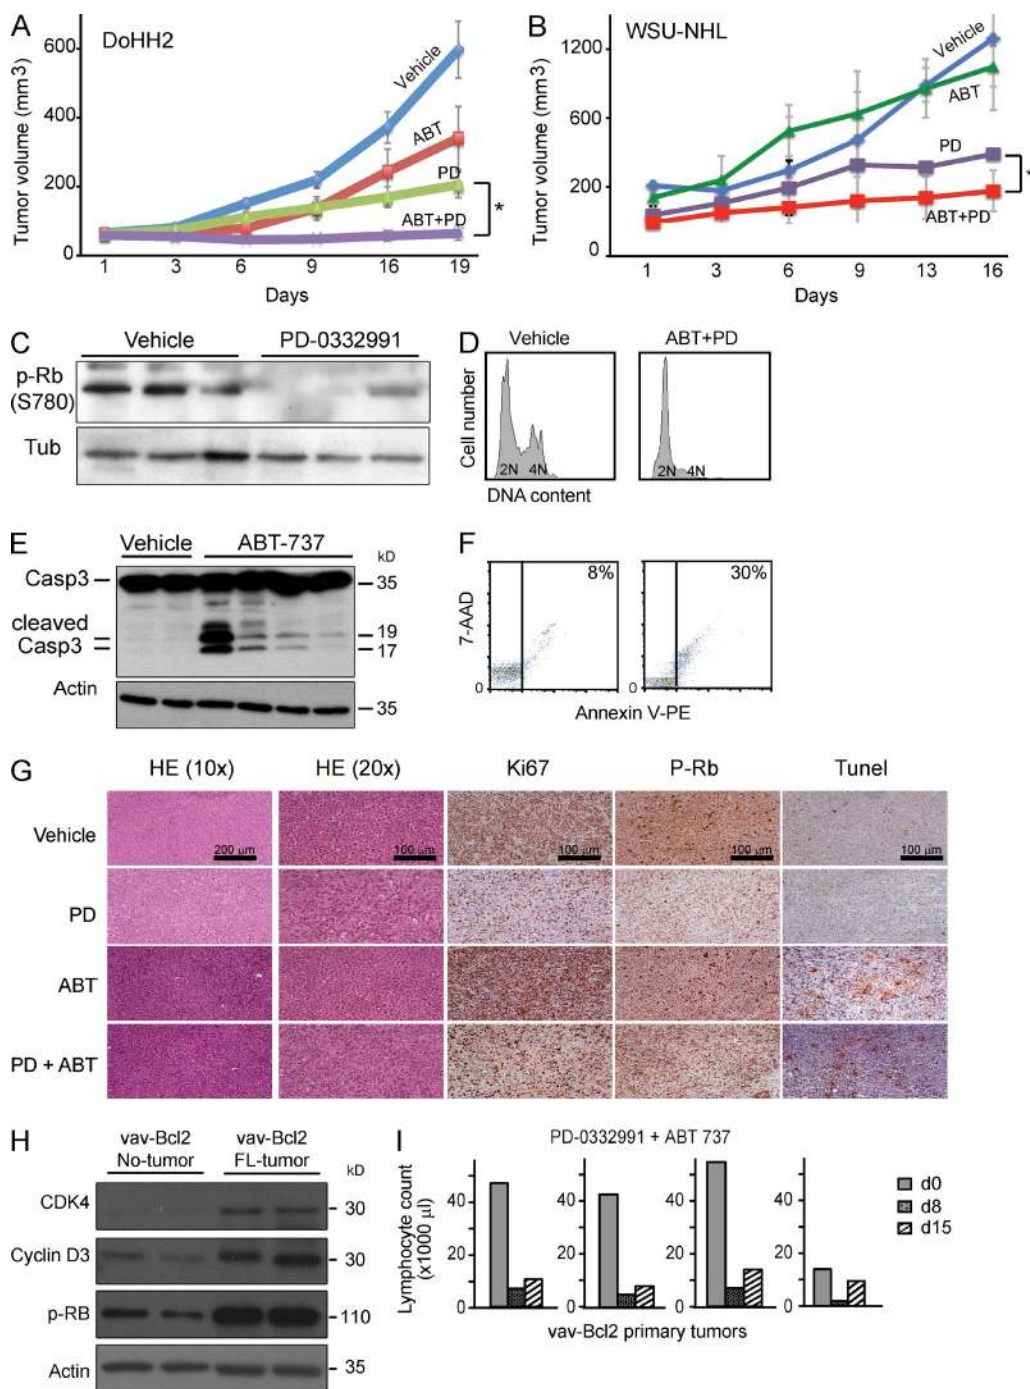 A
DoHH2
Tumor volume (mm3)
600
400
200
0
Vehicle
ABT
PD
ABT+PD
*
1 3 6 9 16 19
Days
B
WSU-NHL
Tumor volume (mm3)
1200
600
200
0
Vehicle
ABT
PD
ABT+PD
*
1 3 6 9 13 16
Days
C
Vehicle PD-0332991
p-Rb
(S780)
Tub
D
Vehicle ABT+PD
Cell number
2N 4N
2N 4N
DNA content
E
Vehicle ABT-737
kD
Casp3
35
cleaved
Casp3
19
17
Actin
35
F
8%
30%
7-AAD
0
0
Annexin V-PE
G
HE (10x) HE (20x) Ki67 P-Rb Tunel
Vehicle
200 µm 100 µm 100 µm 100 µm 100 µm
PD
ABT
PD + ABT
H
vav-Bcl2 vav-Bcl2
No-tumor FL-tumor
kD
CDK4
30
Cyclin D3
30
p-RB
110
Actin
35
I
PD-0332991 + ABT 737
Lymphocyte count
(x1000 µl)
40 40 40 40
20 20 20 20
0 0 0 0
d0
d8
d15
vav-Bcl2 primary tumors